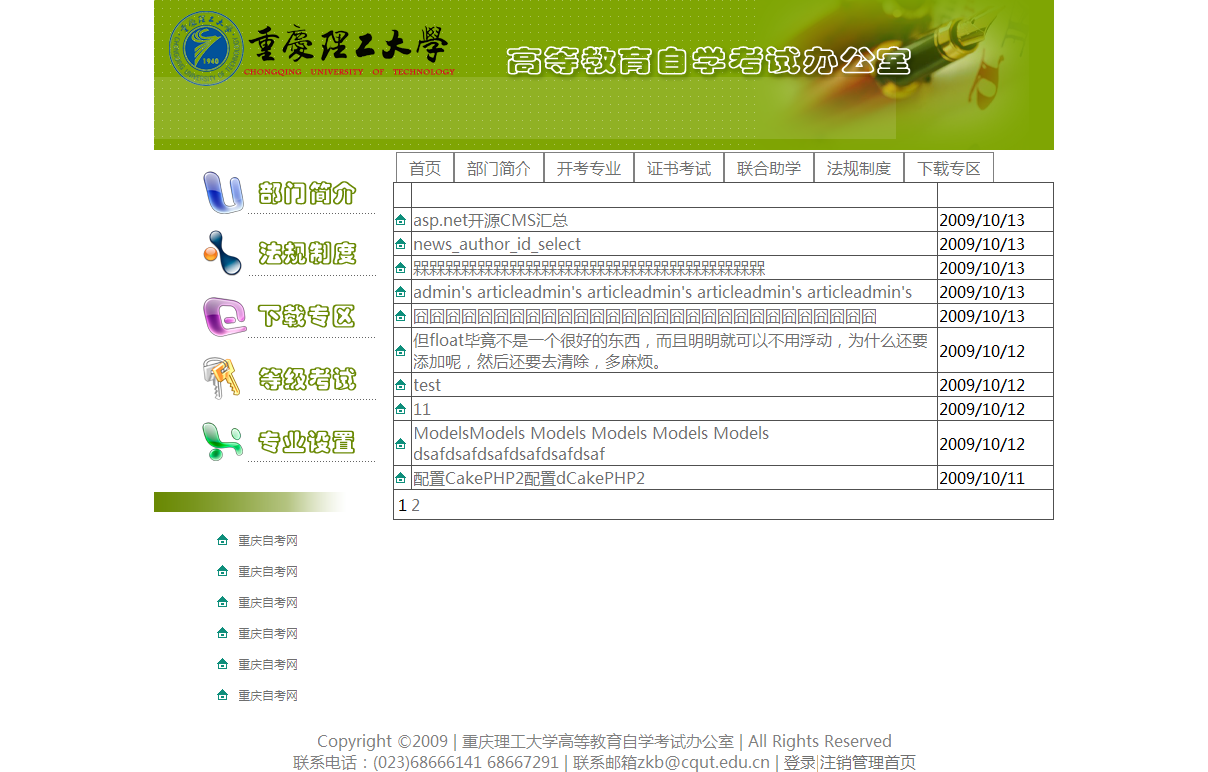 重慶理工大學
CHONGQING UNIVERSITY OF TECHNOLOGY
1940
高等教育自学考试办公室
首页 部门简介 开考专业 证书考试 联合助学 法规制度 下载专区
部门简介
法规制度
下载专区
等级考试
专业设置
asp.net开源CMS汇总 2009/10/13
news_author_id_select 2009/10/13
槑槑槑槑槑槑槑槑槑槑槑槑槑槑槑槑槑槑槑槑槑槑 2009/10/13
admin's articleadmin's articleadmin's articleadmin's articleadmin's 2009/10/13
囧囧囧囧囧囧囧囧囧囧囧囧囧囧囧囧囧囧囧囧囧囧囧囧囧囧囧囧囧 2009/10/13
但float毕竟不是一个很好的东西，而且明明就可以不用浮动，为什么还要
添加呢，然后还要去清除，多麻烦。 2009/10/12
test 2009/10/12
11 2009/10/12
ModelsModels Models Models Models Models
dsafdsafdsafdsafdsafdsaf 2009/10/12
配置CakePHP2配置dCakePHP2 2009/10/11
1 2
重庆自考网
重庆自考网
重庆自考网
重庆自考网
重庆自考网
重庆自考网
Copyright ©2009 | 重庆理工大学高等教育自学考试办公室 | All Rights Reserved
联系电话：(023)68666141 68667291 | 联系邮箱zkb@cqut.edu.cn | 登录|注销管理首页